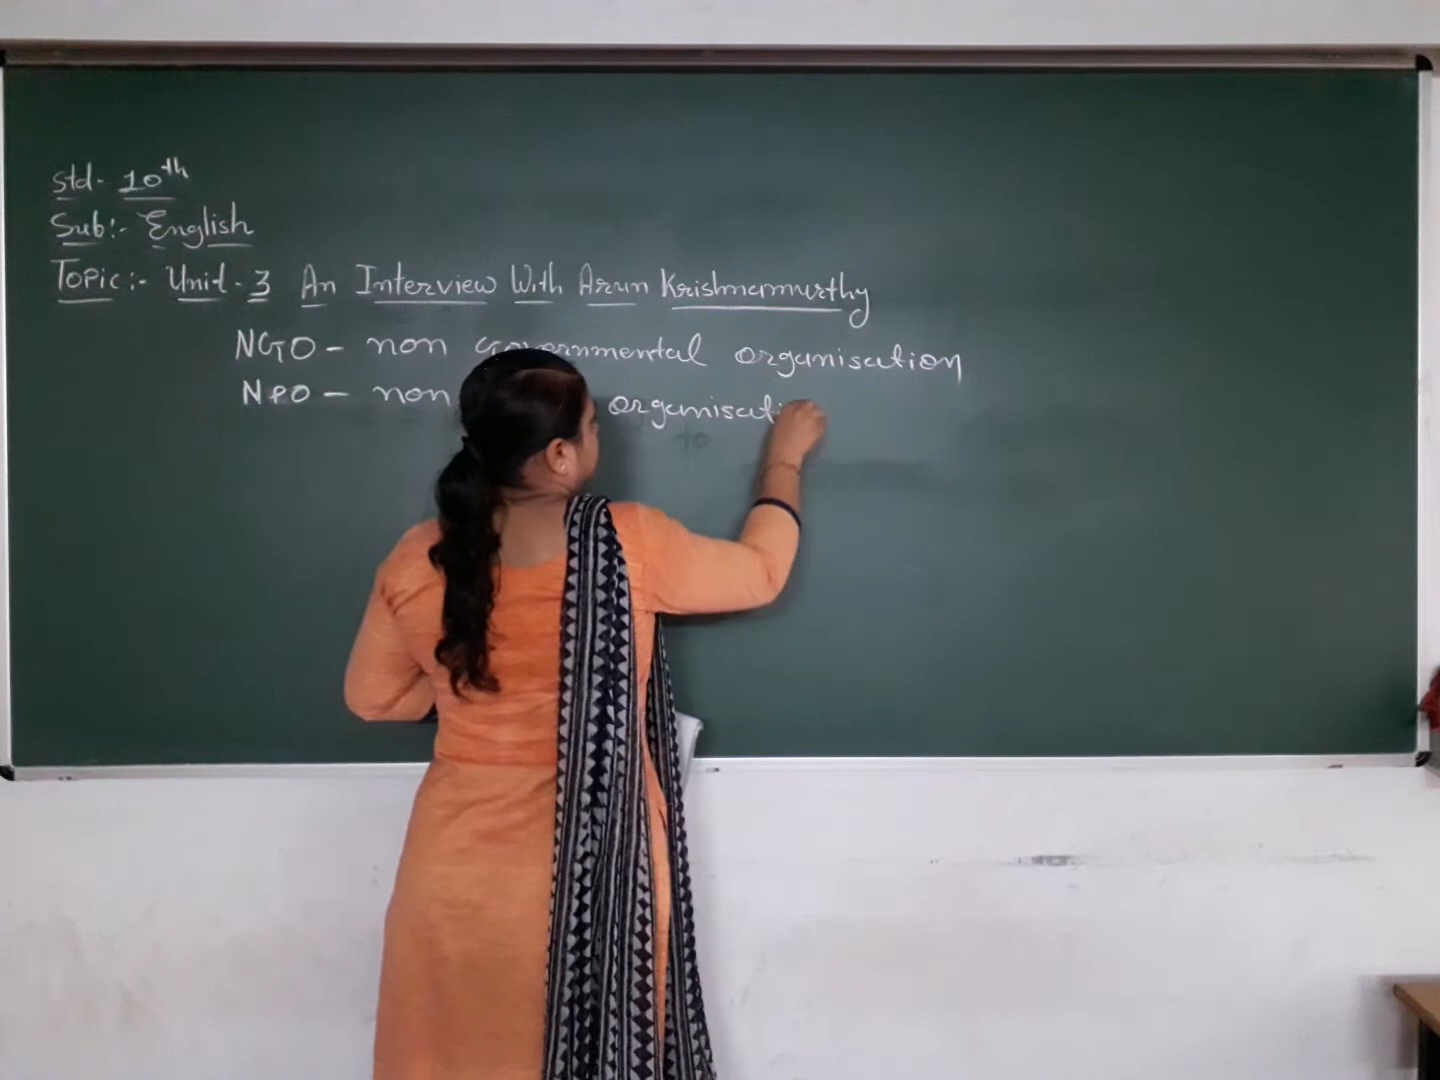 Std- 10th
Sub:- English
Topic:- Unit-3 An Interview With Arun Krishnamurthy
NGO - non Governmental organisation
NPO - non organisati